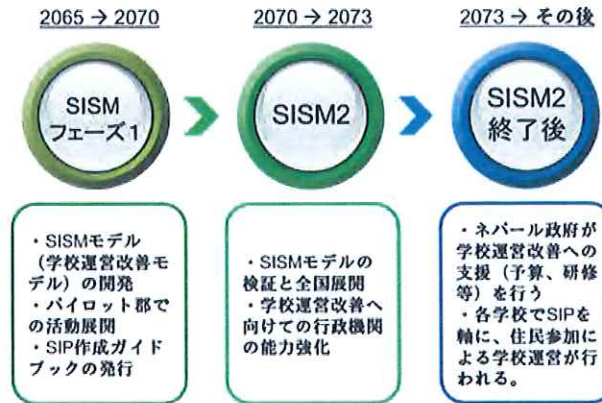 2065 → 2070
2070 → 2073
2073 → その後
SISM
フェーズ1
SISM2
SISM2
終了後
・SISMモデル
（学校運営改善モ
デル）の開発
・パイロット郡で
の活動展開
・SIP作成ガイド
ブックの発行
・SISMモデルの
検証と全国展開
・学校運営改善へ
向けての行政機関
の能力強化
・ネパール政府が
学校運営改善への
支援（予算、研修
等）を行う
・各学校でSIPを
軸に、住民参加に
よる学校運営が行
われる。